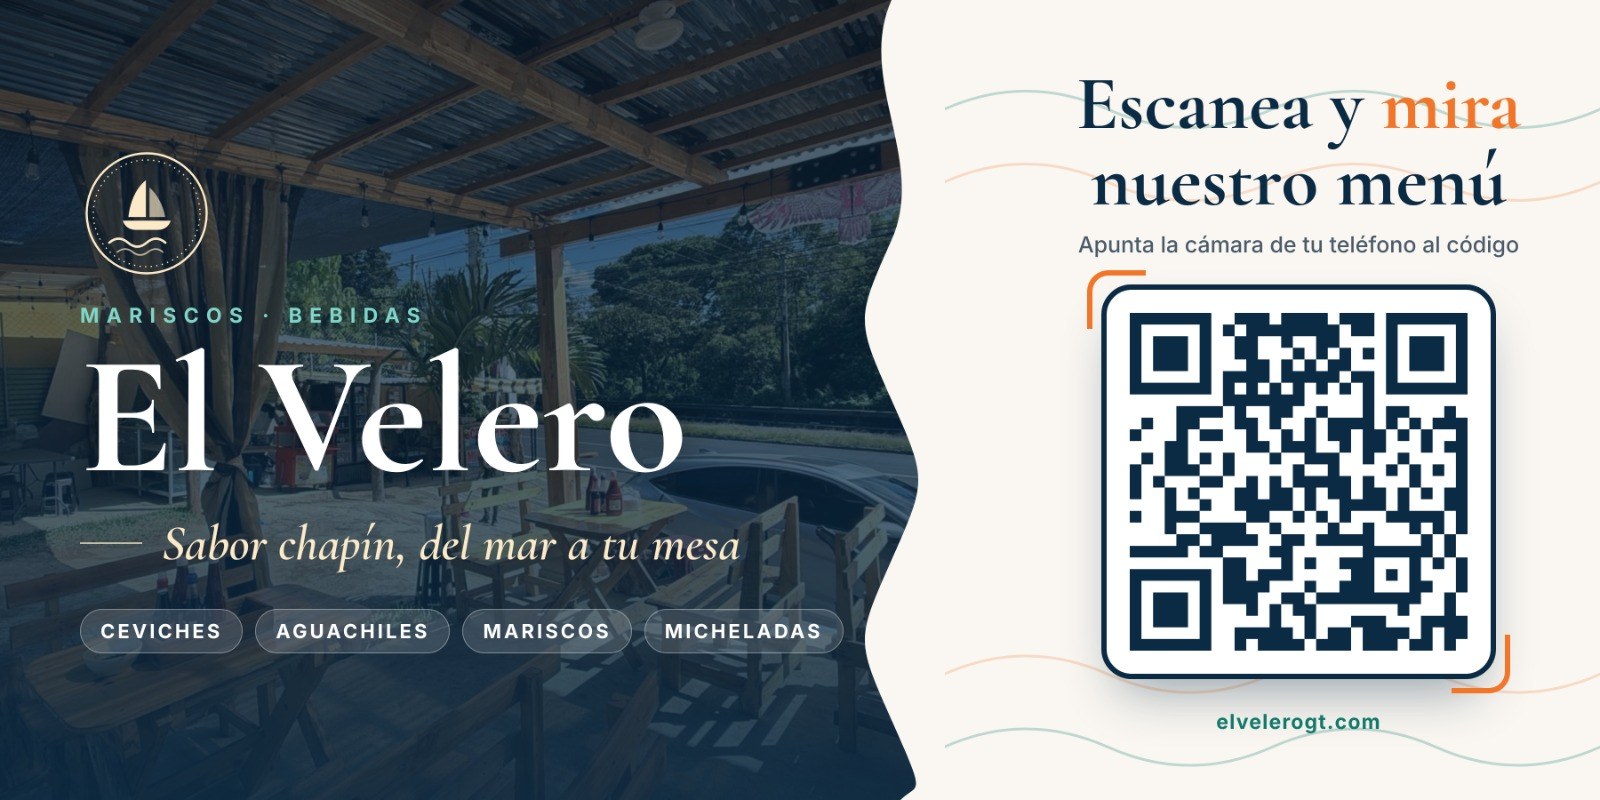 MARISCOS · BEBIDAS
El Velero
Sabor chapín, del mar a tu mesa
CEVICHES
AGUACHILES
MARISCOS
MICHELADAS
Escanea y mira
nuestro menú
Apunta la cámara de tu teléfono al código
elvelerogt.com